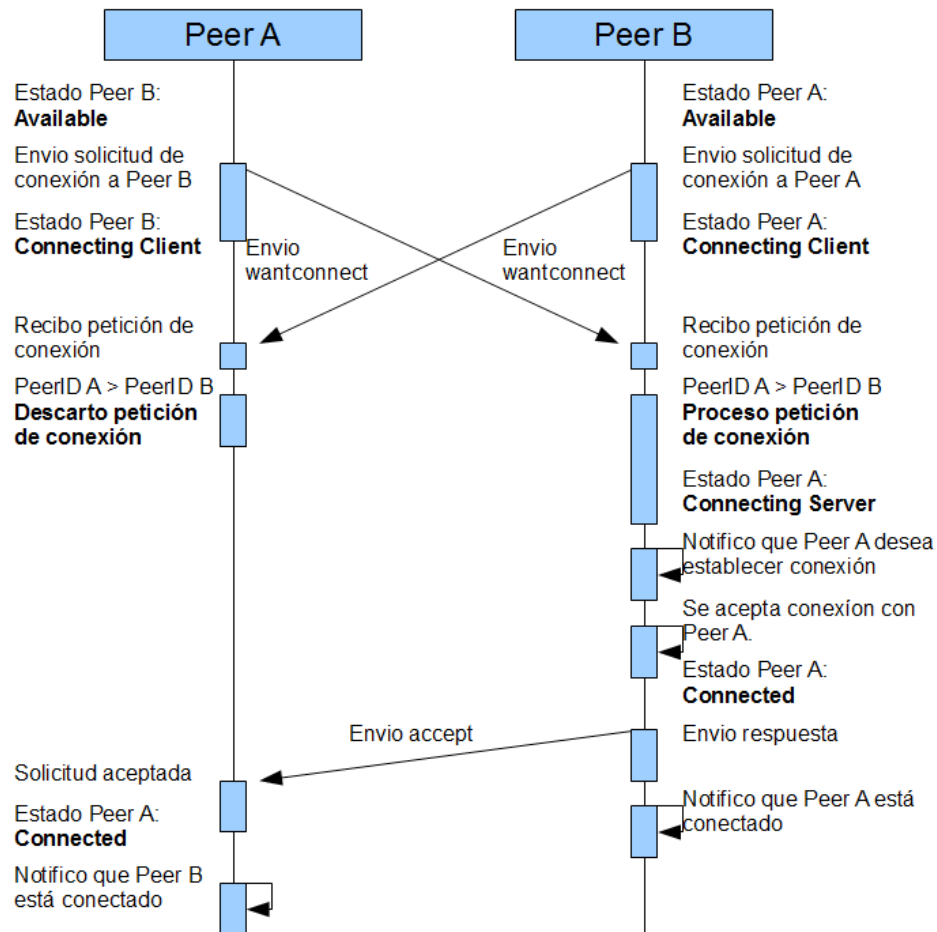 Peer A
Peer B
Estado Peer B:
Available
Envio solicitud de
conexión a Peer B
Estado Peer B:
Connecting Client
Envio
wantconnect
Recibo petición de
conexión
PeerID A > PeerID B
Descarto petición
de conexión
Solicitud aceptada
Estado Peer A:
Connected
Notifico que Peer B
está conectado
Estado Peer A:
Available
Envio solicitud de
conexión a Peer A
Estado Peer A:
Connecting Client
Envio
wantconnect
Recibo petición de
conexión
PeerID A > PeerID B
Proceso petición
de conexión
Estado Peer A:
Connecting Server
Notifico que Peer A desea
establecer conexión
Se acepta conexíon con
Peer A.
Estado Peer A:
Connected
Envio accept
Envio respuesta
Notifico que Peer A está
conectado